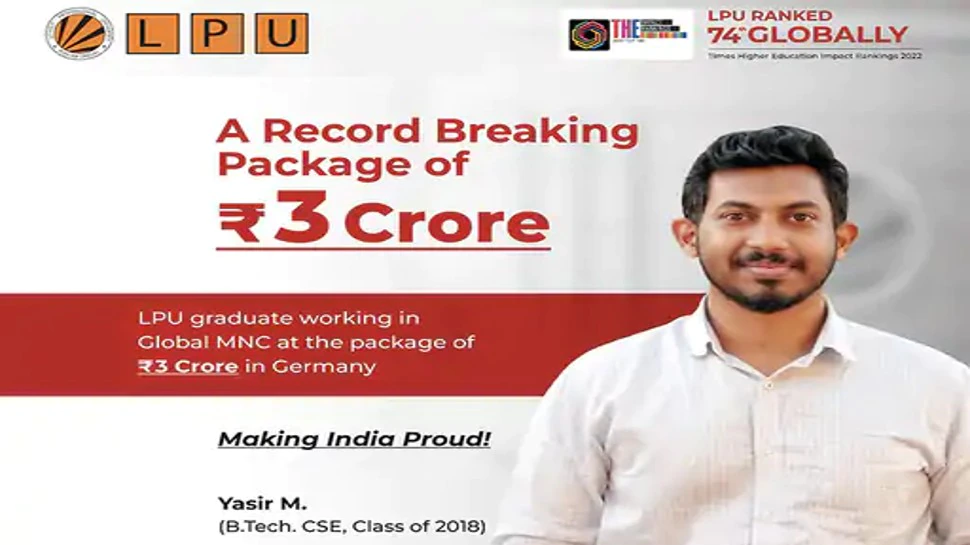 LPU
THE
LPU RANKED
74th GLOBALLY
Times Higher Education Impact Rankings 2022
A Record Breaking
Package of
₹3 Crore
LPU graduate working in
Global MNC at the package of
₹3 Crore in Germany
Making India Proud!
Yasir M.
(B.Tech. CSE, Class of 2018)